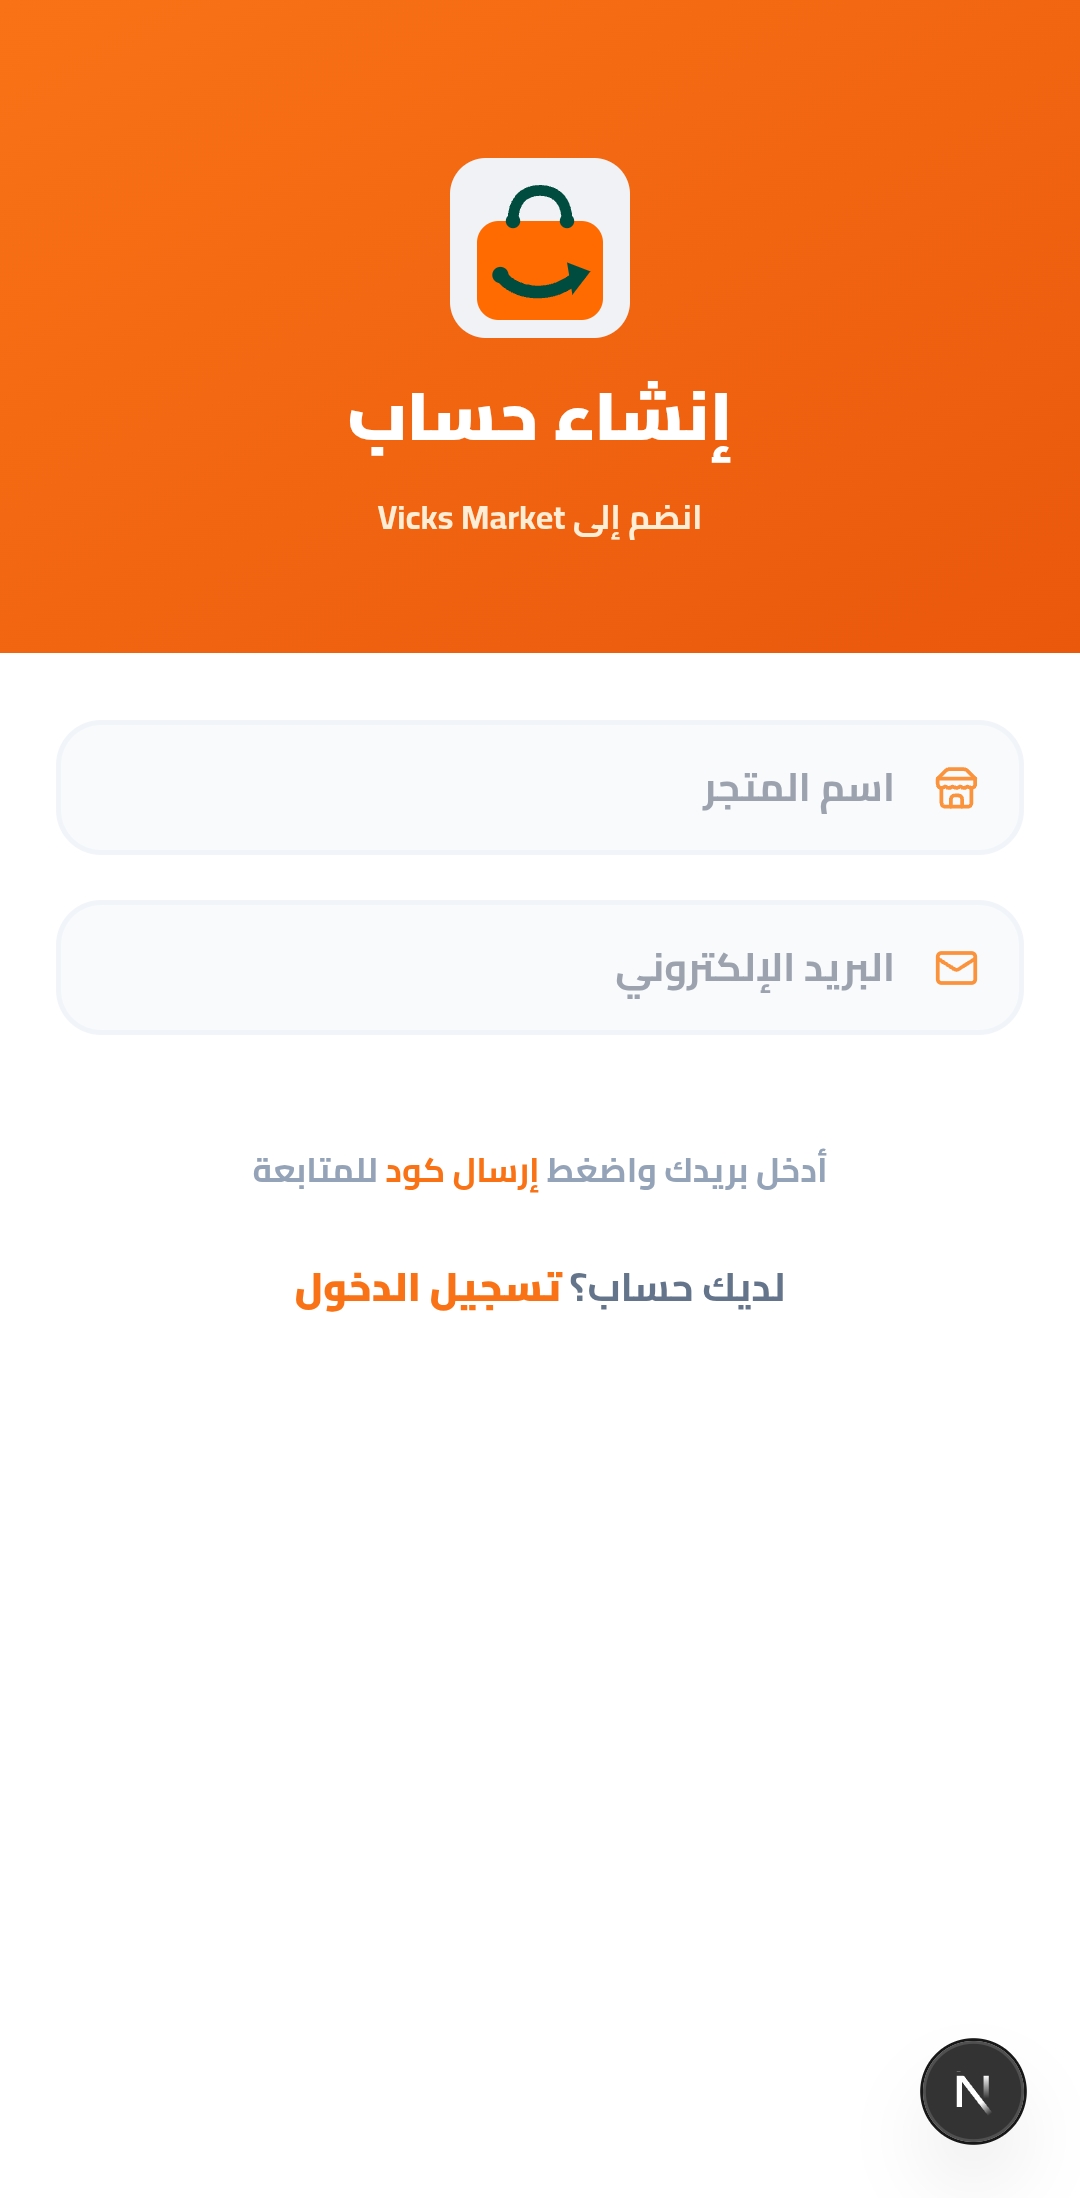 إنشاء حساب
انضم إلى Vicks Market
اسم المتجر
البريد الإلكتروني
أدخل بريدك واضغط إرسال كود للمتابعة
لديك حساب؟ تسجيل الدخول
N